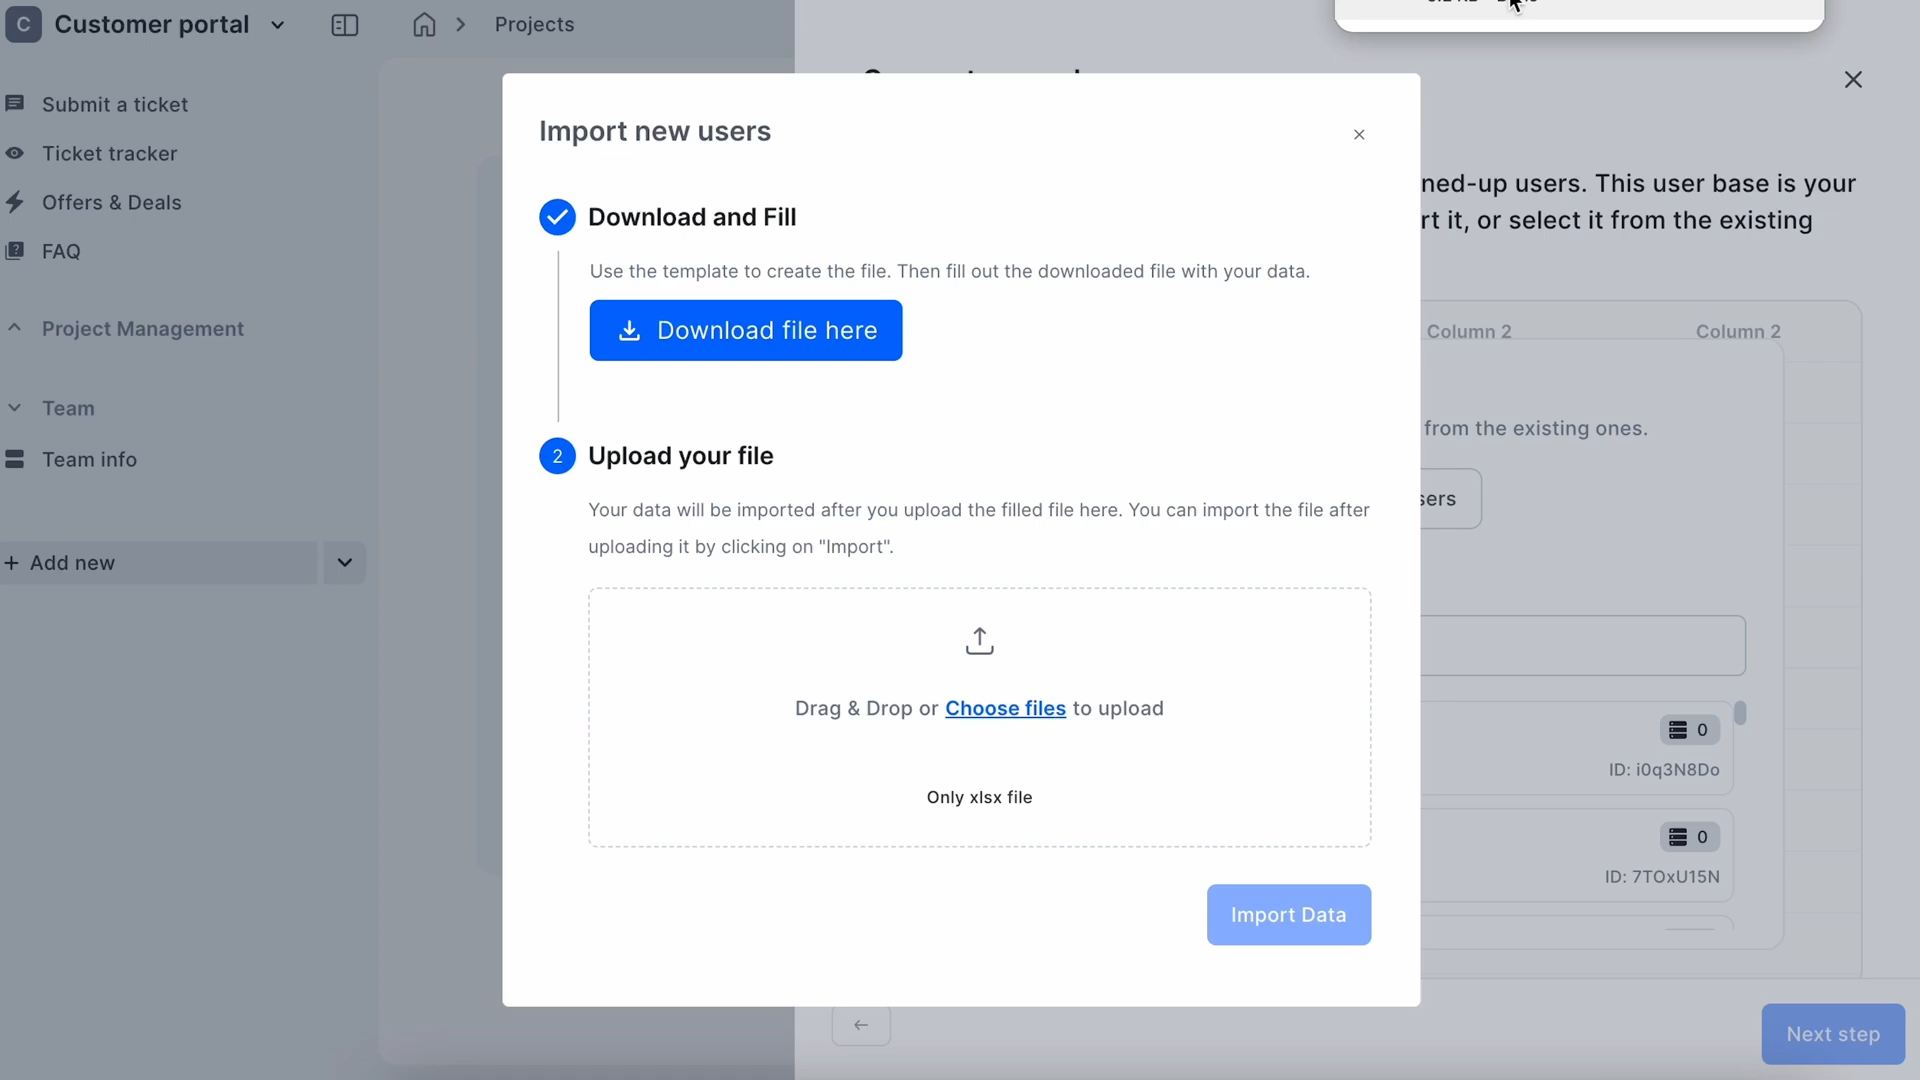 C Customer portal
Projects
Submit a ticket
Ticket tracker
Offers & Deals
FAQ
Project Management
Team
Team info
+ Add new
Import new users
Download and Fill
Use the template to create the file. Then fill out the downloaded file with your data.
Download file here
2 Upload your file
Your data will be imported after you upload the filled file here. You can import the file after
uploading it by clicking on "Import".
Drag & Drop or Choose files to upload
Only xlsx file
Import Data
ned-up users. This user base is your
rt it, or select it from the existing
Column 2 Column 2
from the existing ones.
sers
0
ID: i0q3N8Do
0
ID: 7TOxU15N
Next step